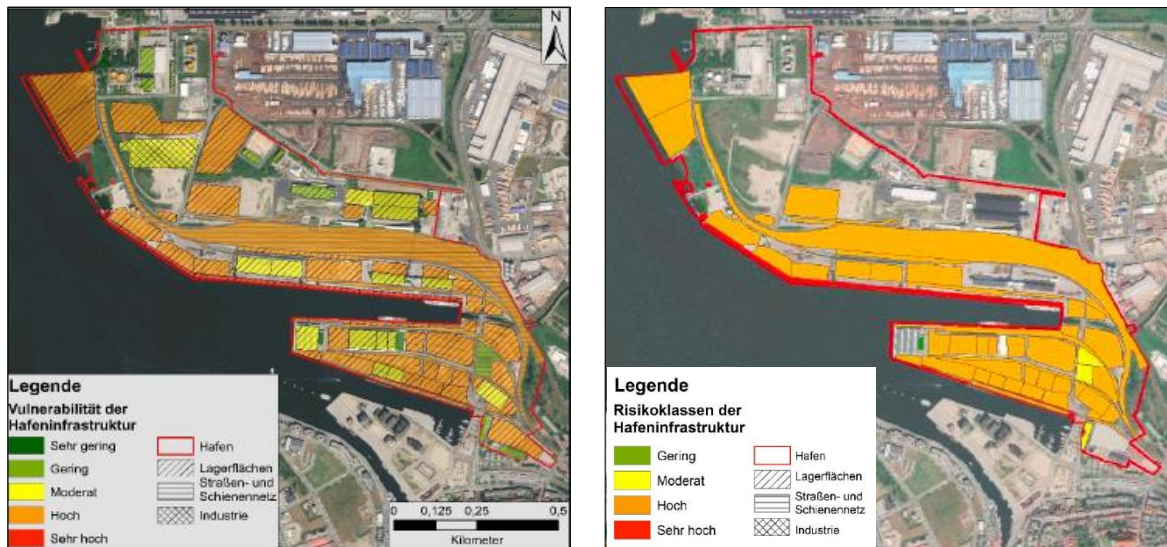 N
Legende
Vulnerabilität der
Hafeninfrastruktur
Sehr gering
Gering
Moderat
Hoch
Sehr hoch
Hafen
Lagerflächen
Straßen- und
Schienennetz
Industrie
0 0,125 0,25 0,5
Kilometer
Legende
Risikoklassen der
Hafeninfrastruktur
Gering
Moderat
Hoch
Sehr hoch
Hafen
Lagerflächen
Straßen- und
Schienennetz
Industrie